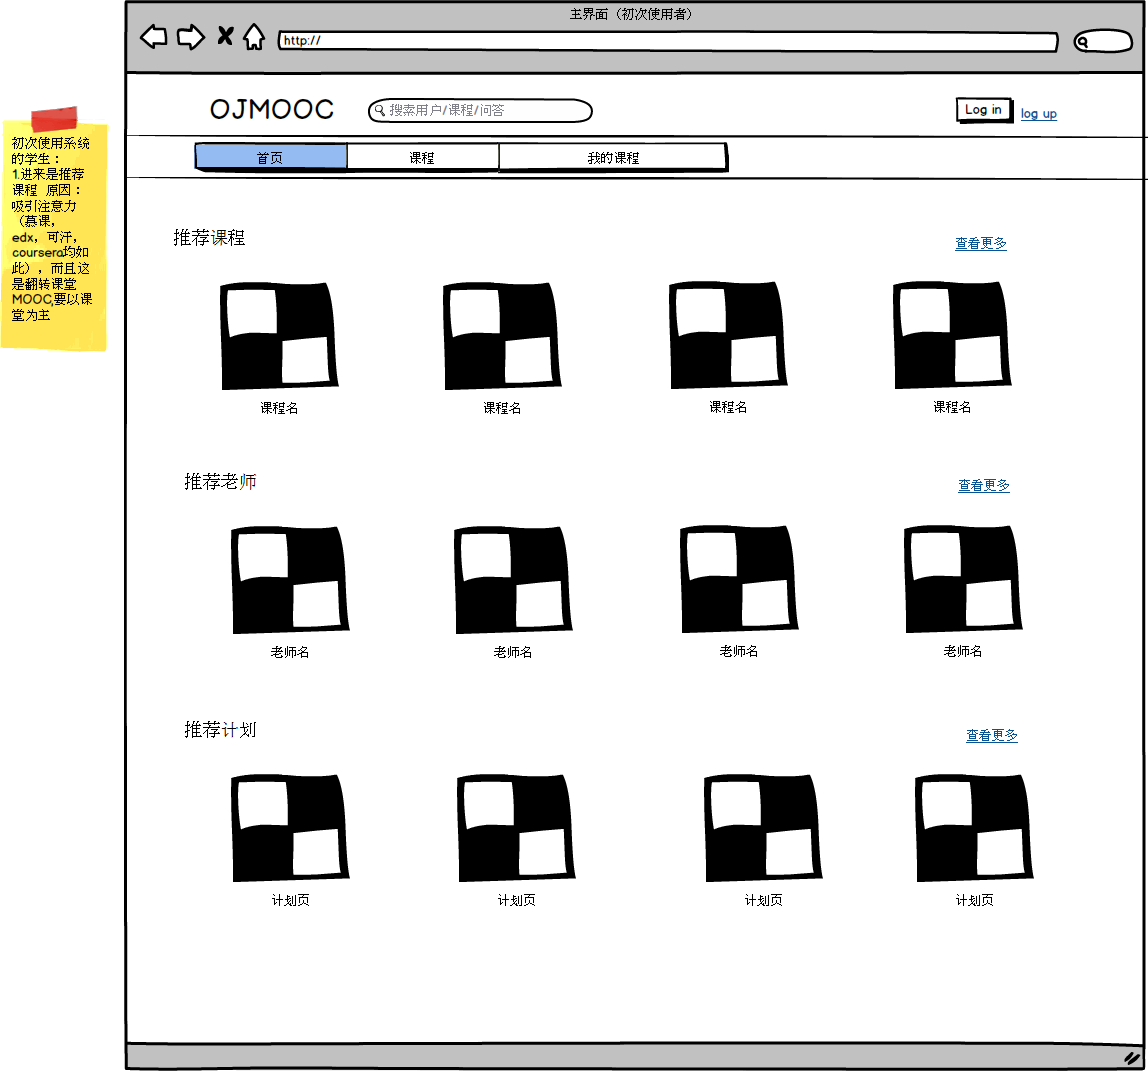 主界面（初次使用者）
http://
OJMOOC
搜索用户/课程/问答
Log in
log up
首页
课程
我的课程
初次使用系统
的学生：
1.进来是推荐
课程 原因：
吸引注意力
（慕课，
edx，可汗，
coursera均如
此），而且这
是翻转课堂
MOOC,要以课
堂为主
推荐课程
查看更多
课程名
课程名
课程名
课程名
推荐老师
查看更多
老师名
老师名
老师名
老师名
推荐计划
查看更多
计划页
计划页
计划页
计划页